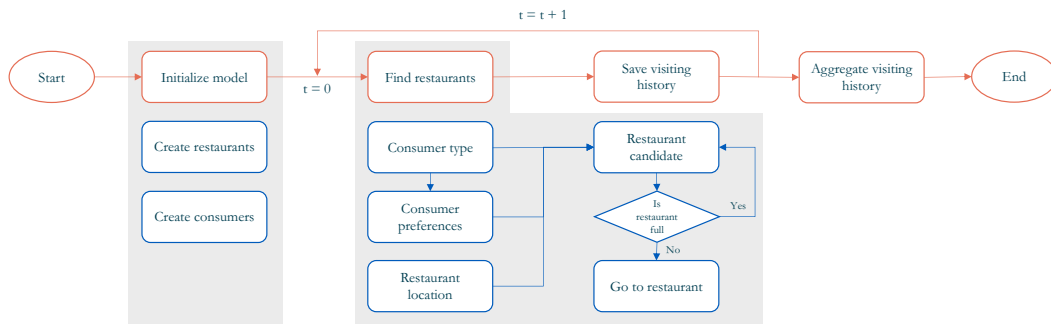 t = t + 1
Start
Initialize model
t = 0
Find restaurants
Save visiting
history
Aggregate visiting
history
End
Create restaurants
Create consumers
Consumer type
Consumer
preferences
Restaurant
location
Restaurant
candidate
Is
restaurant
full
Yes
No
Go to restaurant